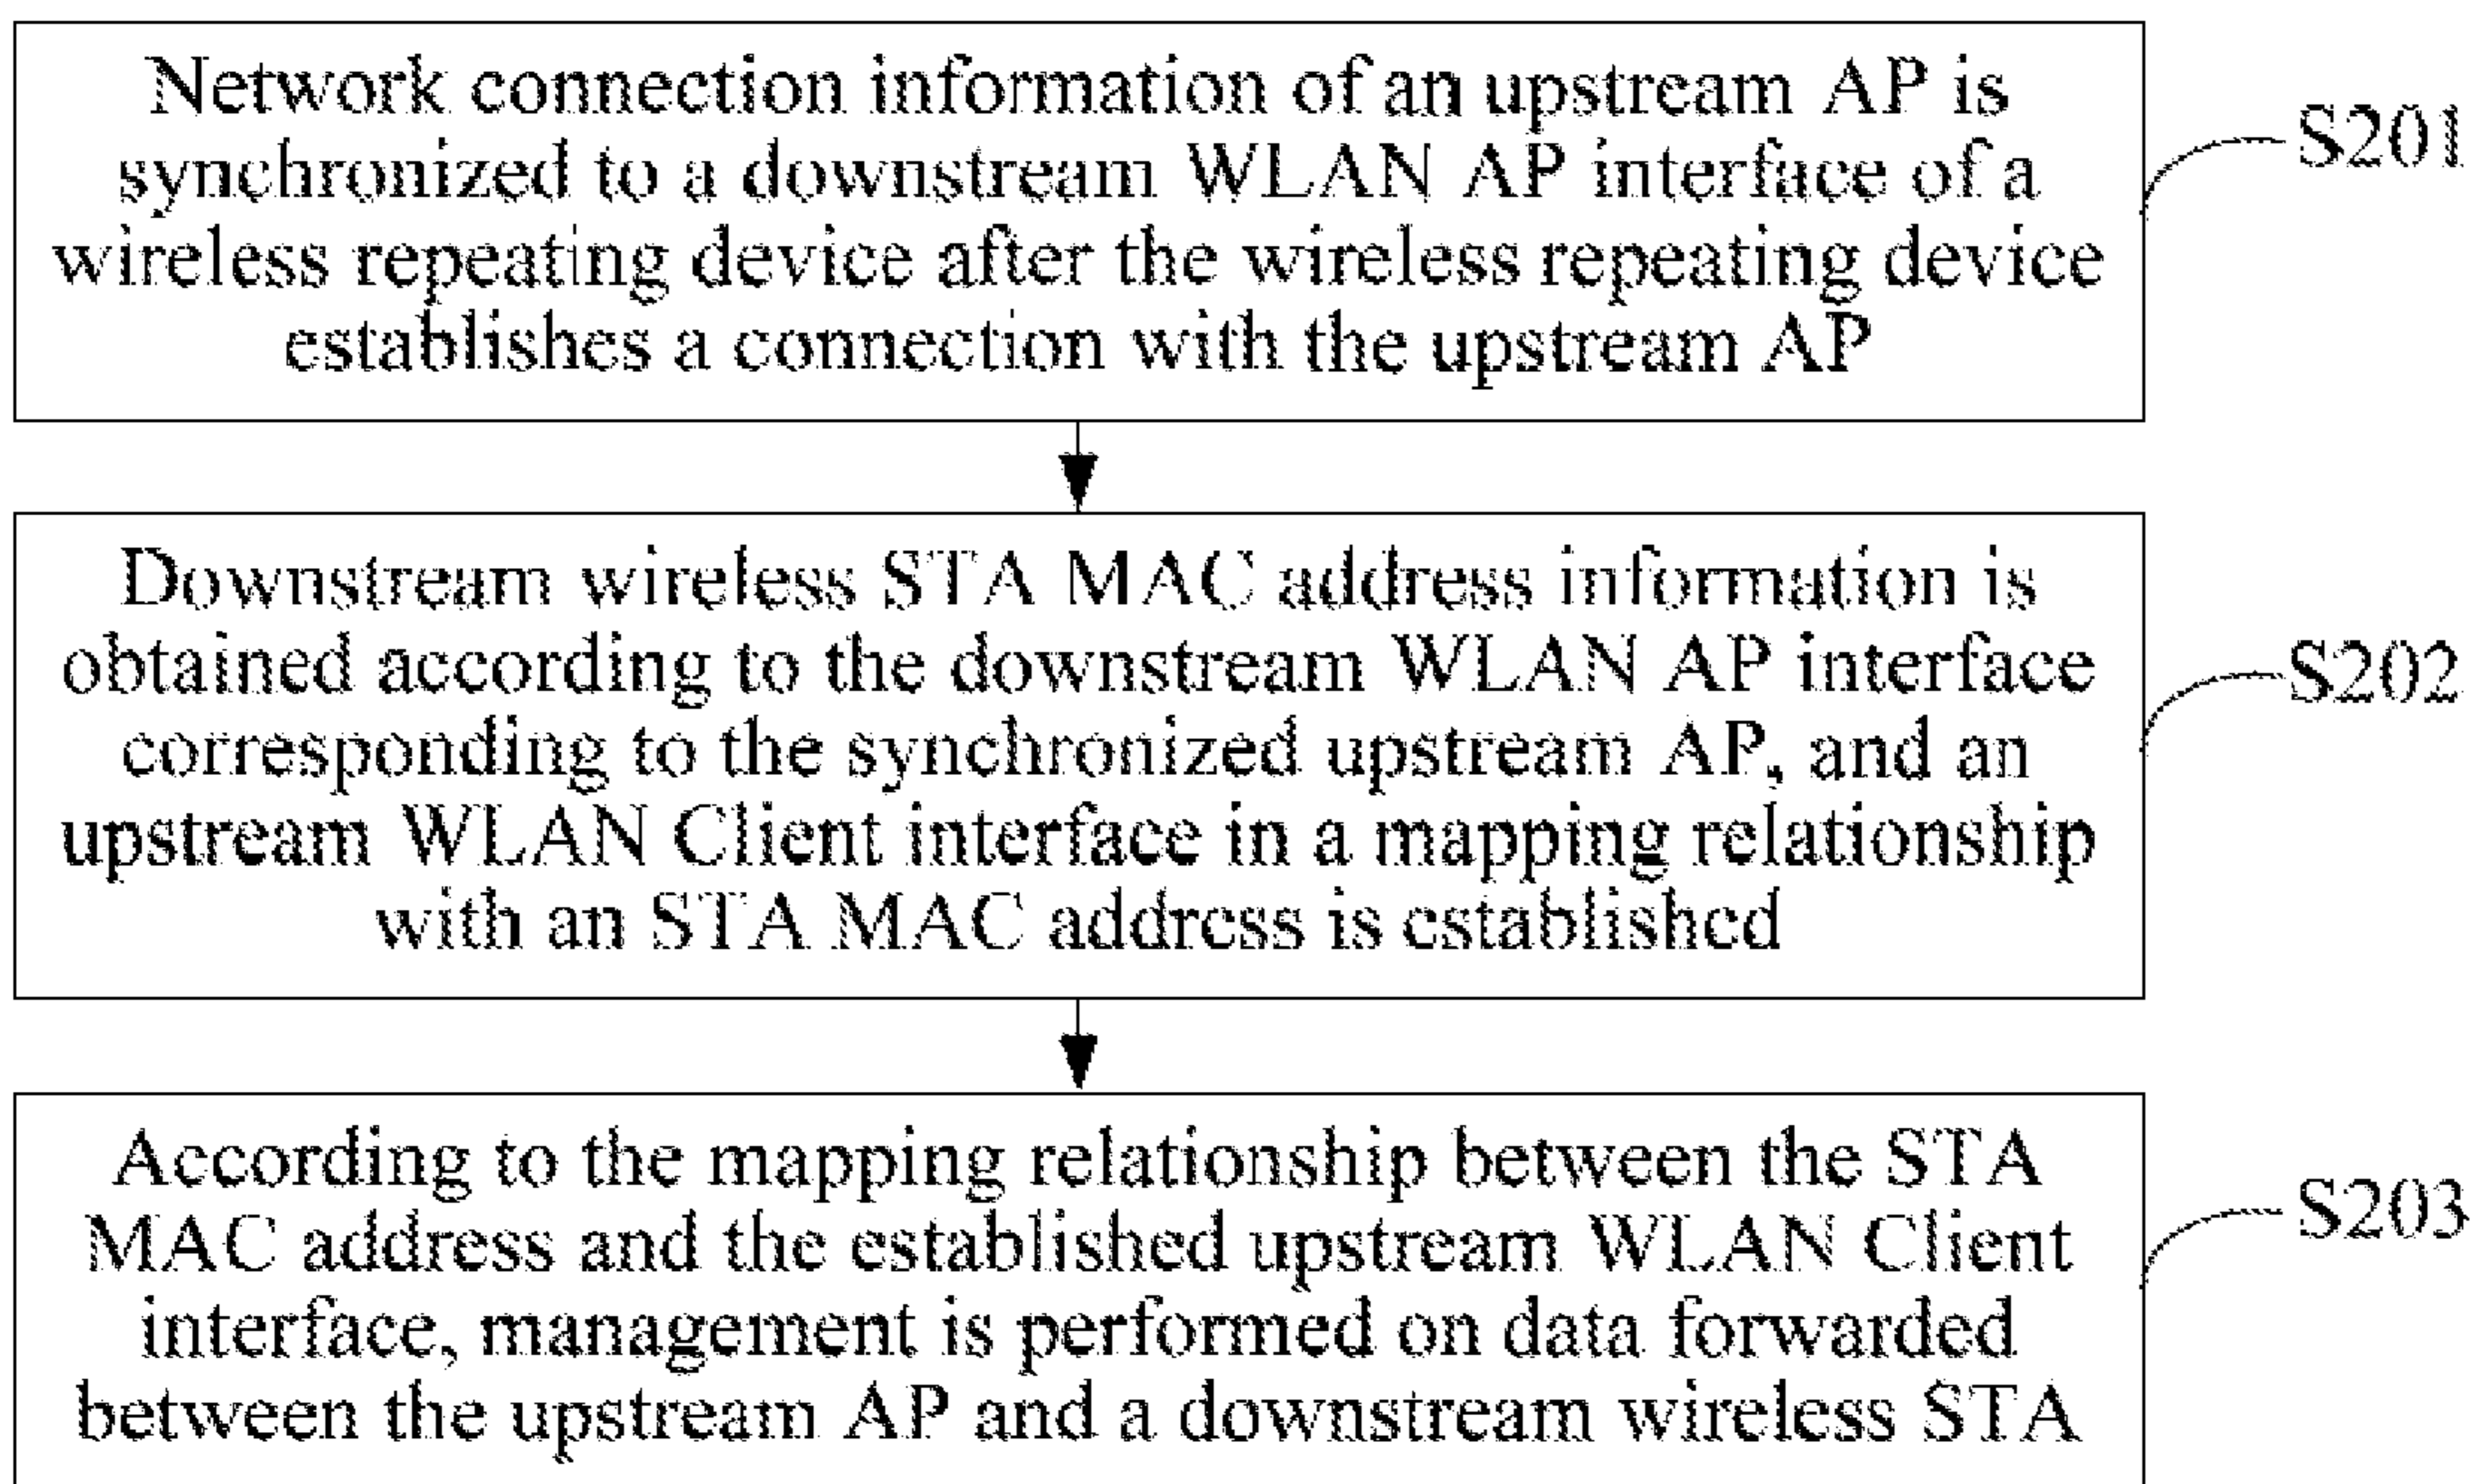 Network connection information of an upstream AP is
synchronized to a downstream WLAN AP interface of a
wireless repeating device after the wireless repeating device
establishes a connection with the upstream AP
S201
Downstream wireless STA MAC address information is
obtained according to the downstream WLAN AP interface
corresponding to the synchronized upstream AP, and an
upstream WLAN Client interface in a mapping relationship
with an STA MAC address is established
S202
According to the mapping relationship between the STA
MAC address and the established upstream WLAN Client
interface, management is performed on data forwarded
between the upstream AP and a downstream wireless STA
S203